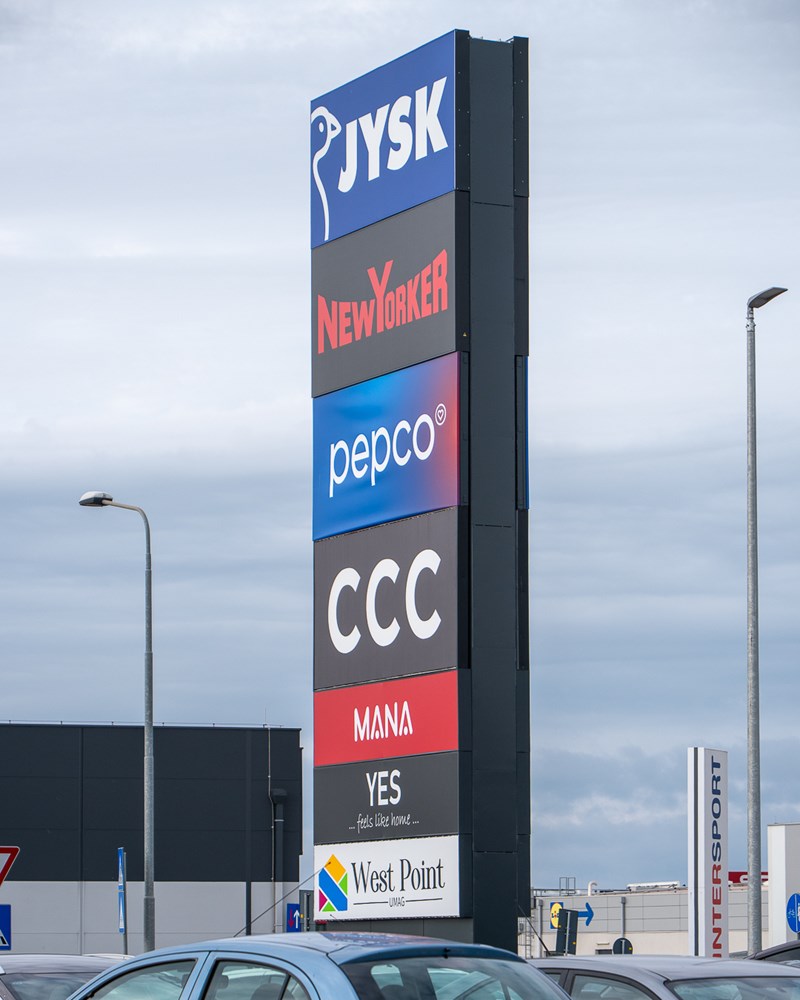 JYSK
NEWYORKER
pepco
CCC
MANA
YES
... feels like home ...
West Point
UMAG
INTERSPORT